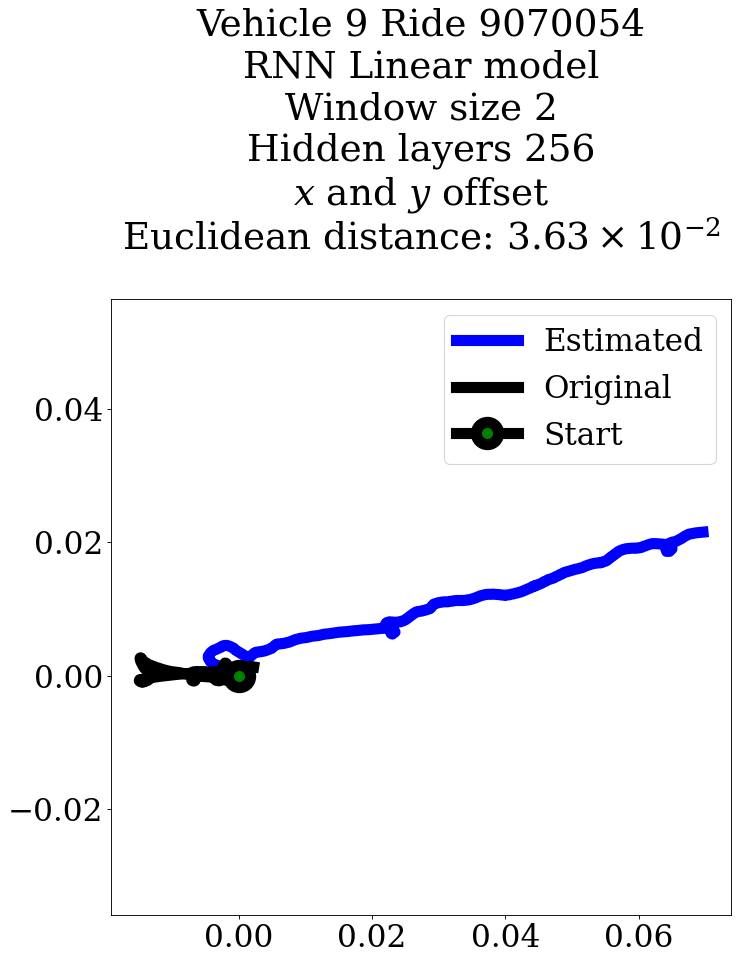 Vehicle 9 Ride 9070054
RNN Linear model
Window size 2
Hidden layers 256
x and y offset
Euclidean distance: 3.63 × 10⁻²
Estimated
Original
Start
0.04
0.02
0.00
−0.02
0.00 0.02 0.04 0.06